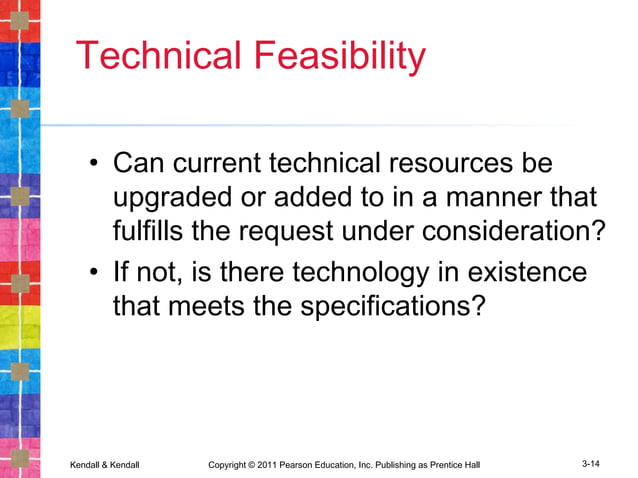 Technical Feasibility
• Can current technical resources be
upgraded or added to in a manner that
fulfills the request under consideration?
• If not, is there technology in existence
that meets the specifications?
Kendall & Kendall
Copyright © 2011 Pearson Education, Inc. Publishing as Prentice Hall
3-14